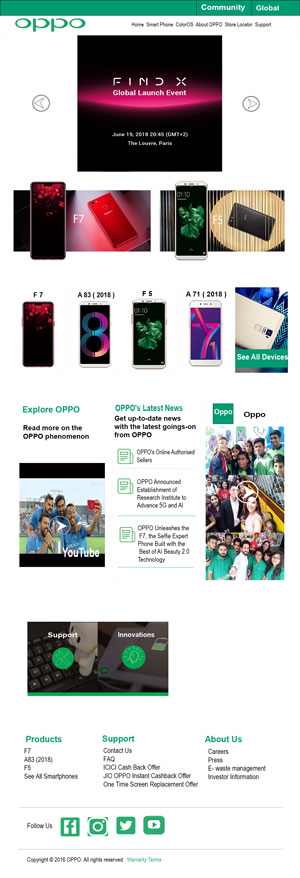 Community Global
oppo
Home Smart Phone ColorOS About OPPO Store Locator Support
FIND X
Global Launch Event
June 19, 2018 20:45 (GMT+2)
The Louvre, Paris
F7
F5
F 7
A 83 ( 2018 )
F 5
A 71 ( 2018 )
See All Devices
Explore OPPO
Read more on the
OPPO phenomenon
YouTube
OPPO's Latest News
Get up-to-date news
with the latest goings-on
from OPPO
OPPO's Online Authorised
Sellers
OPPO Announced
Establishment of
Research Institute to
Advance 5G and AI
OPPO Unleashes the
F7, the Selfie Expert
Phone Built with the
Best of AI Beauty 2.0
Technology
Oppo
Oppo
Support
Innovations
Products
F7
A83 (2018)
F5
See All Smartphones
Support
Contact Us
FAQ
ICICI Cash Back Offer
JIO OPPO Instant Cashback Offer
One Time Screen Replacement Offer
About Us
Careers
Press
E- waste management
Investor Information
Follow Us
Copyright © 2016 OPPO. All rights reserved. Warranty Terms